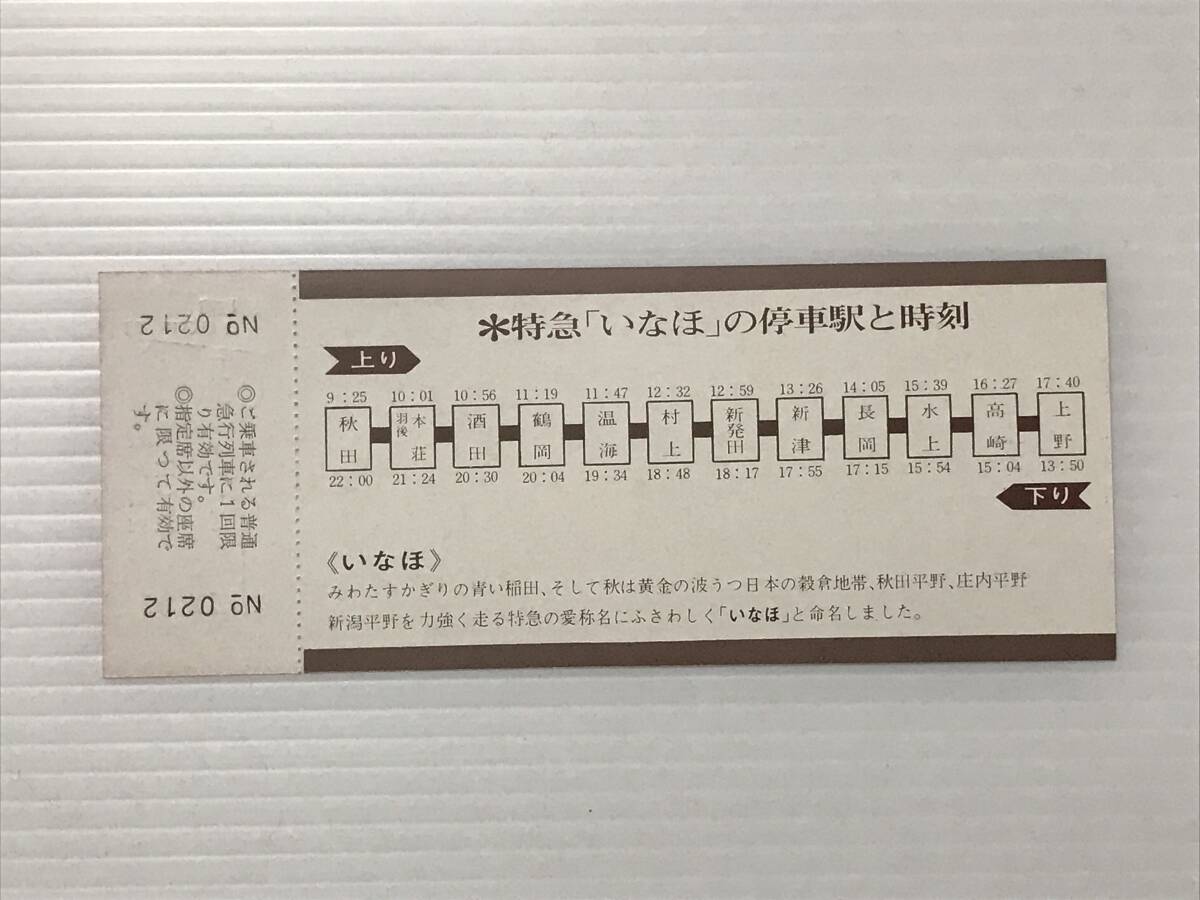 ＊特急「いなほ」の停車駅と時刻
上り
9:25 10:01 10:56 11:19 11:47 12:32 12:59 13:26 14:05 15:39 16:27 17:40
秋田 羽後本荘 酒田 鶴岡 温海 村上 新発田 新津 長岡 水上 高崎 上野
22:00 21:24 20:30 20:04 19:34 18:48 18:17 17:55 17:15 15:54 15:04 13:50
下り
《いなほ》
みわたすかぎりの青い稲田、そして秋は黄金の波うつ日本の穀倉地帯、秋田平野、庄内平野
新潟平野を力強く走る特急の愛称名にふさわしく「いなほ」と命名しました。
№ 0212
◎ご乗車される普通
急行列車に1回限
り有効です。
◎指定席以外の座席
に限って有効で
す。
№ 0212